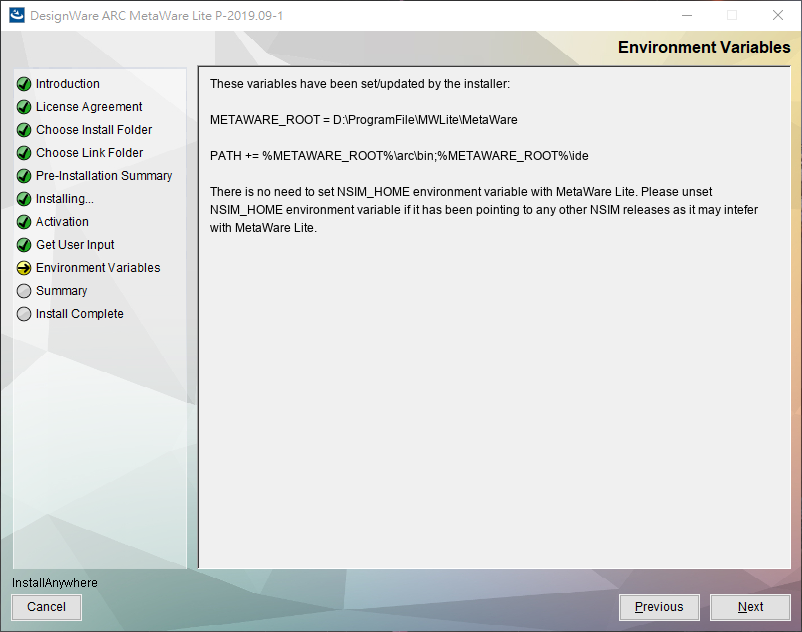 DesignWare ARC MetaWare Lite P-2019.09-1
Environment Variables
Introduction
License Agreement
Choose Install Folder
Choose Link Folder
Pre-Installation Summary
Installing...
Activation
Get User Input
Environment Variables
Summary
Install Complete
These variables have been set/updated by the installer:
METAWARE_ROOT = D:\ProgramFile\MWLite\MetaWare
PATH += %METAWARE_ROOT%\arc\bin;%METAWARE_ROOT%\ide
There is no need to set NSIM_HOME environment variable with MetaWare Lite. Please unset
NSIM_HOME environment variable if it has been pointing to any other NSIM releases as it may intefer
with MetaWare Lite.
InstallAnywhere
Cancel
Previous
Next